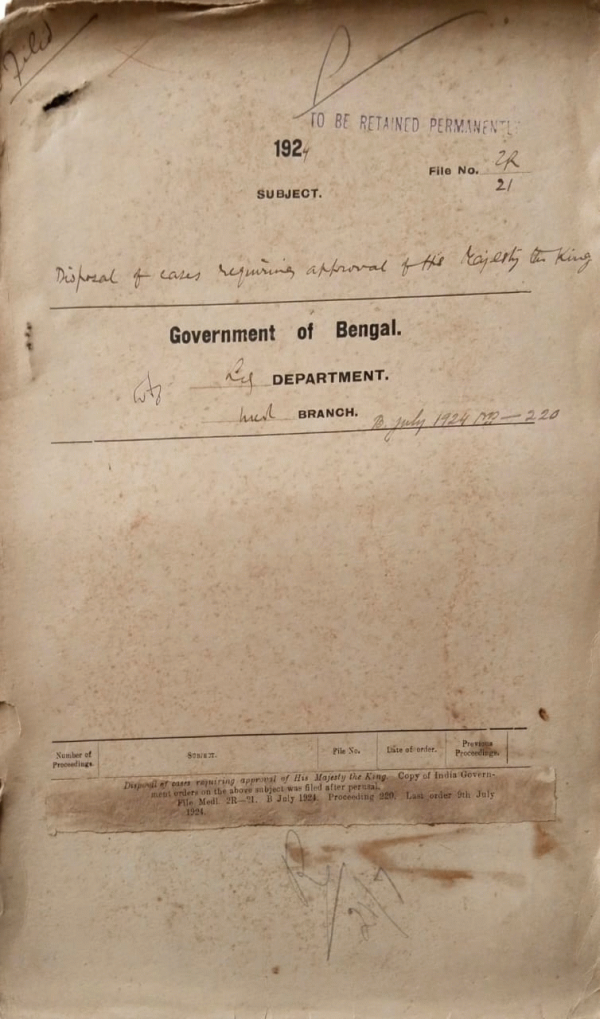 Filed
TO BE RETAINED PERMANENTLY
1924
File No. 2R
21
SUBJECT.
Disposal of cases requiring approval of His Majesty the King
Government of Bengal.
DEPARTMENT.
Medl BRANCH. B. July 1924 220
Number of Proceedings. SUBJECT. File No. Date of order. Previous Proceedings.
Disposal of cases requiring approval of His Majesty the King. Copy of India Govern-
ment orders on the above subject was filed after perusal.
File Medl. 2R—21. B July 1924. Proceeding 220. Last order 9th July
1924.